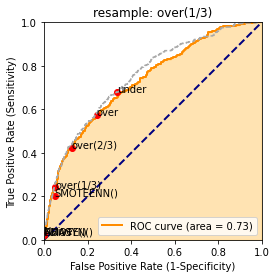 resample: over(1/3)
True Positive Rate (Sensitivity)
1.0
0.8
0.6
0.4
0.2
0.0
under
over
over(2/3)
over(1/3)
SMOTEENN()
ROC curve (area = 0.73)
0.0 0.2 0.4 0.6 0.8 1.0
False Positive Rate (1-Specificity)